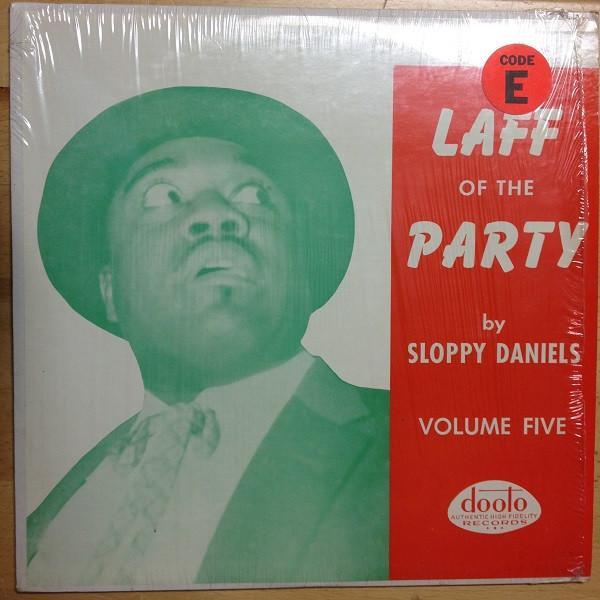 CODE
E
LAFF
OF THE
PARTY
by
SLOPPY DANIELS
VOLUME FIVE
dooto
AUTHENTIC HIGH FIDELITY
RECORDS